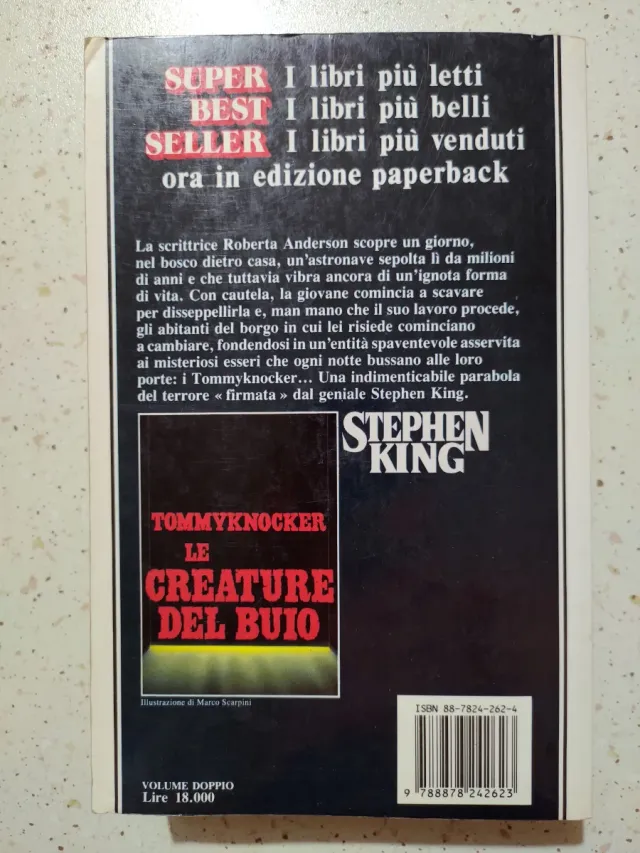 SUPER I libri più letti
BEST I libri più belli
SELLER I libri più venduti
ora in edizione paperback
La scrittrice Roberta Anderson scopre un giorno,
nel bosco dietro casa, un'astronave sepolta lì da milioni
di anni e che tuttavia vibra ancora di un'ignota forma
di vita. Con cautela, la giovane comincia a scavare
per disseppellirla e, man mano che il suo lavoro procede,
gli abitanti del borgo in cui lei risiede cominciano
a cambiare, fondendosi in un'entità spaventevole asservita
ai misteriosi esseri che ogni notte bussano alle loro
porte: i Tommyknocker... Una indimenticabile parabola
del terrore « firmata » dal geniale Stephen King.
STEPHEN
KING
TOMMYKNOCKER
LE
CREATURE
DEL BUIO
Illustrazione di Marco Scarpini
ISBN 88-7824-262-4
9 788878 242623
VOLUME DOPPIO
Lire 18.000